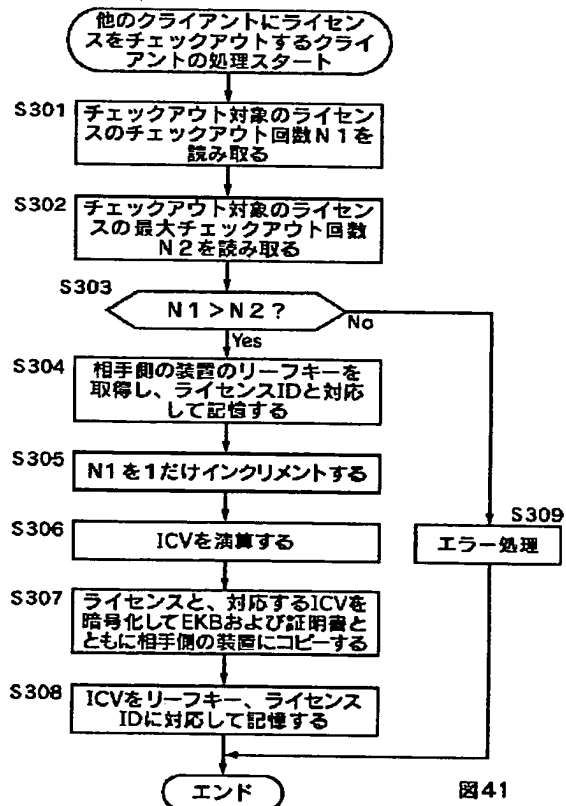 他のクライアントにライセン
スをチェックアウトするクライ
アントの処理スタート
S301
チェックアウト対象のライセン
スのチェックアウト回数N1を
読み取る
S302
チェックアウト対象のライセン
スの最大チェックアウト回数
N2を読み取る
S303
N1>N2?
No
Yes
S304
相手側の装置のリーフキーを
取得し、ライセンスIDと対応
して記憶する
S305
N1を1だけインクリメントする
S309
エラー処理
S306
ICVを演算する
S307
ライセンスと、対応するICVを
暗号化してEKBおよび証明書と
ともに相手側の装置にコピーする
S308
ICVをリーフキー、ライセンス
IDに対応して記憶する
エンド
図41